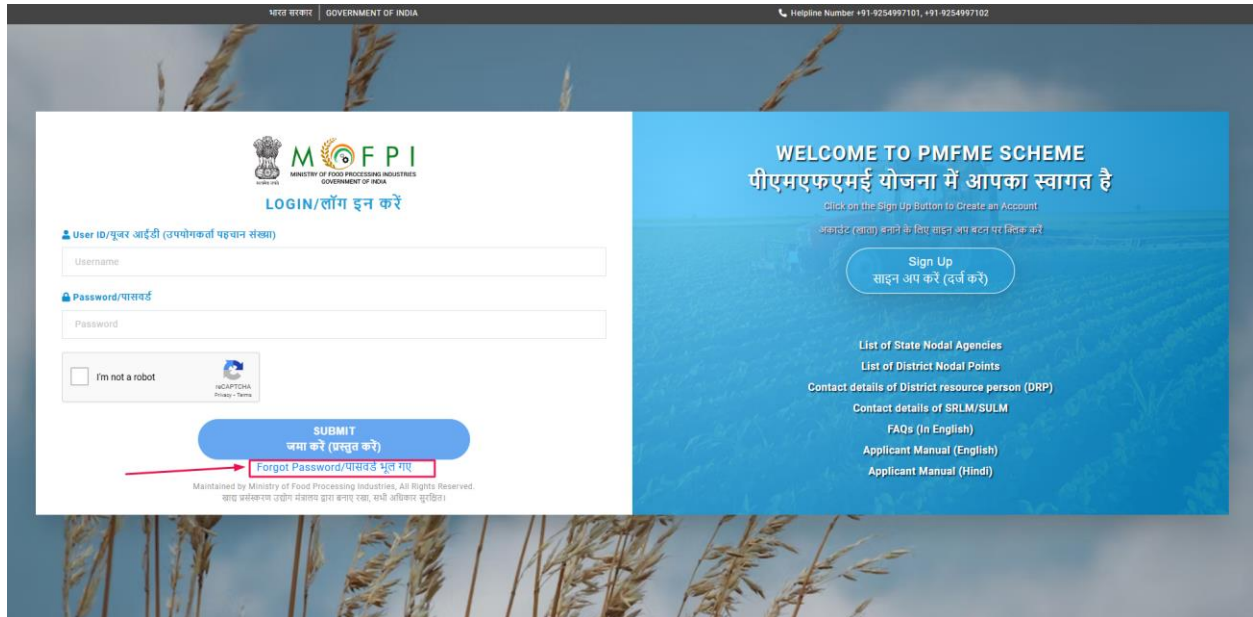 भारत सरकार GOVERNMENT OF INDIA
Helpline Number +91-9254997101, +91-9254997102
M F P I
MINISTRY OF FOOD PROCESSING INDUSTRIES
GOVERNMENT OF INDIA
LOGIN/लॉग इन करें
User ID/यूजर आईडी (उपयोगकर्ता पहचान संख्या)
Username
Password/पासवर्ड
Password
I'm not a robot
reCAPTCHA
Privacy - Terms
SUBMIT
जमा करें (प्रस्तुत करें)
Forgot Password/पासवर्ड भूल गए
Maintained by Ministry of Food Processing Industries, All Rights Reserved.
खाद्य प्रसंस्करण उद्योग मंत्रालय द्वारा बनाए रखा, सभी अधिकार सुरक्षित।
WELCOME TO PMFME SCHEME
पीएमएफएमई योजना में आपका स्वागत है
Click on the Sign Up Button to Create an Account
अकाउंट (खाता) बनाने के लिए साइन अप बटन पर क्लिक करें
Sign Up
साइन अप करें (दर्ज करें)
List of State Nodal Agencies
List of District Nodal Points
Contact details of District resource person (DRP)
Contact details of SRLM/SULM
FAQs (In English)
Applicant Manual (English)
Applicant Manual (Hindi)